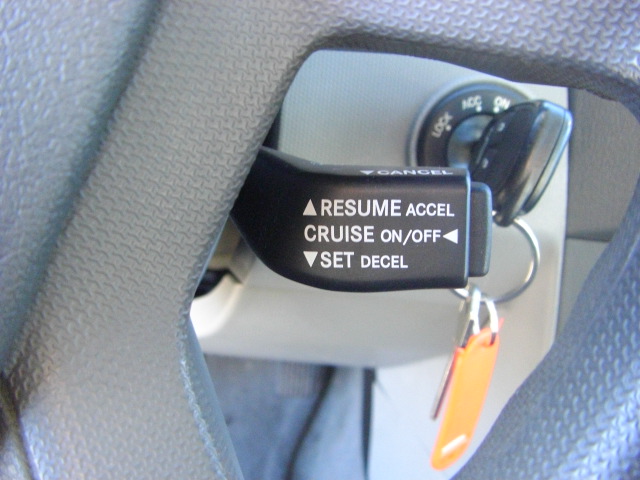 LOCK ACC ON
▼CANCEL
▲RESUME ACCEL
CRUISE ON/OFF◀
▼SET DECEL